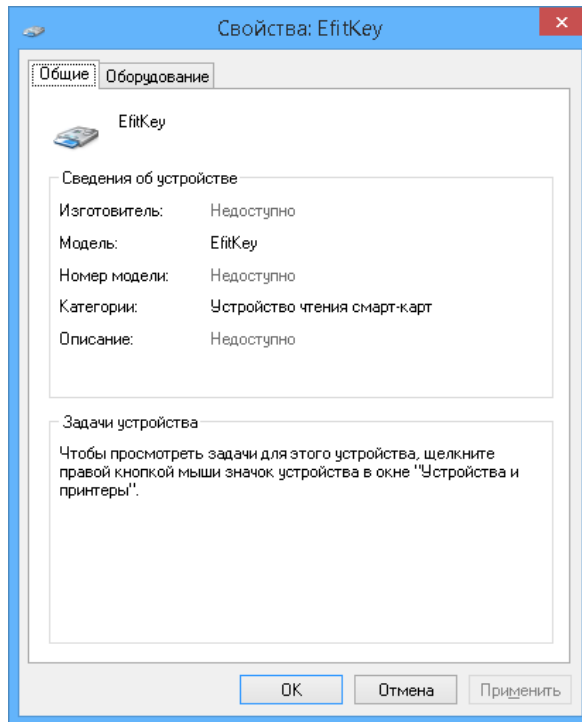 Свойства: EfitKey
Общие
Оборудование
EfitKey
Сведения об устройстве
Изготовитель: Недоступно
Модель: EfitKey
Номер модели: Недоступно
Категории: Устройство чтения смарт-карт
Описание: Недоступно
Задачи устройства
Чтобы просмотреть задачи для этого устройства, щелкните
правой кнопкой мыши значок устройства в окне "Устройства и
принтеры".
OK
Отмена
Применить